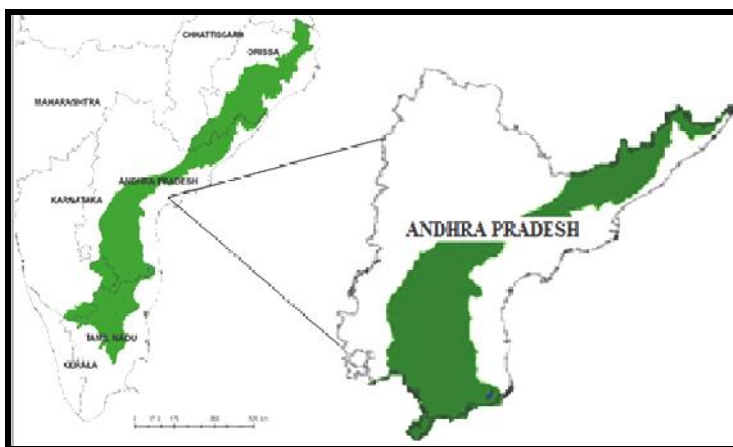 CHHATTISGARH
ORISSA
MAHARASHTRA
ANDHRA PRADESH
KARNATAKA
ANDHRA PRADESH
TAMIL NADU
KERALA